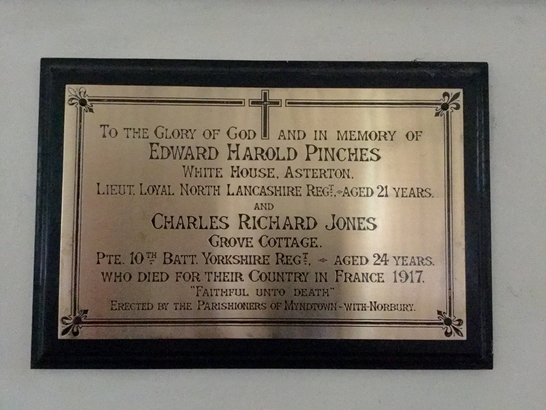 To the Glory of God and in memory of
Edward Harold Pinches
White House, Asterton.
Lieut. Loyal North Lancashire Regt. - aged 21 years.
and
Charles Richard Jones
Grove Cottage.
Pte. 10th Batt. Yorkshire Regt, - aged 24 years.
who died for their Country in France 1917.
"Faithful unto death"
Erected by the Parishioners of Myndtown-with-Norbury.